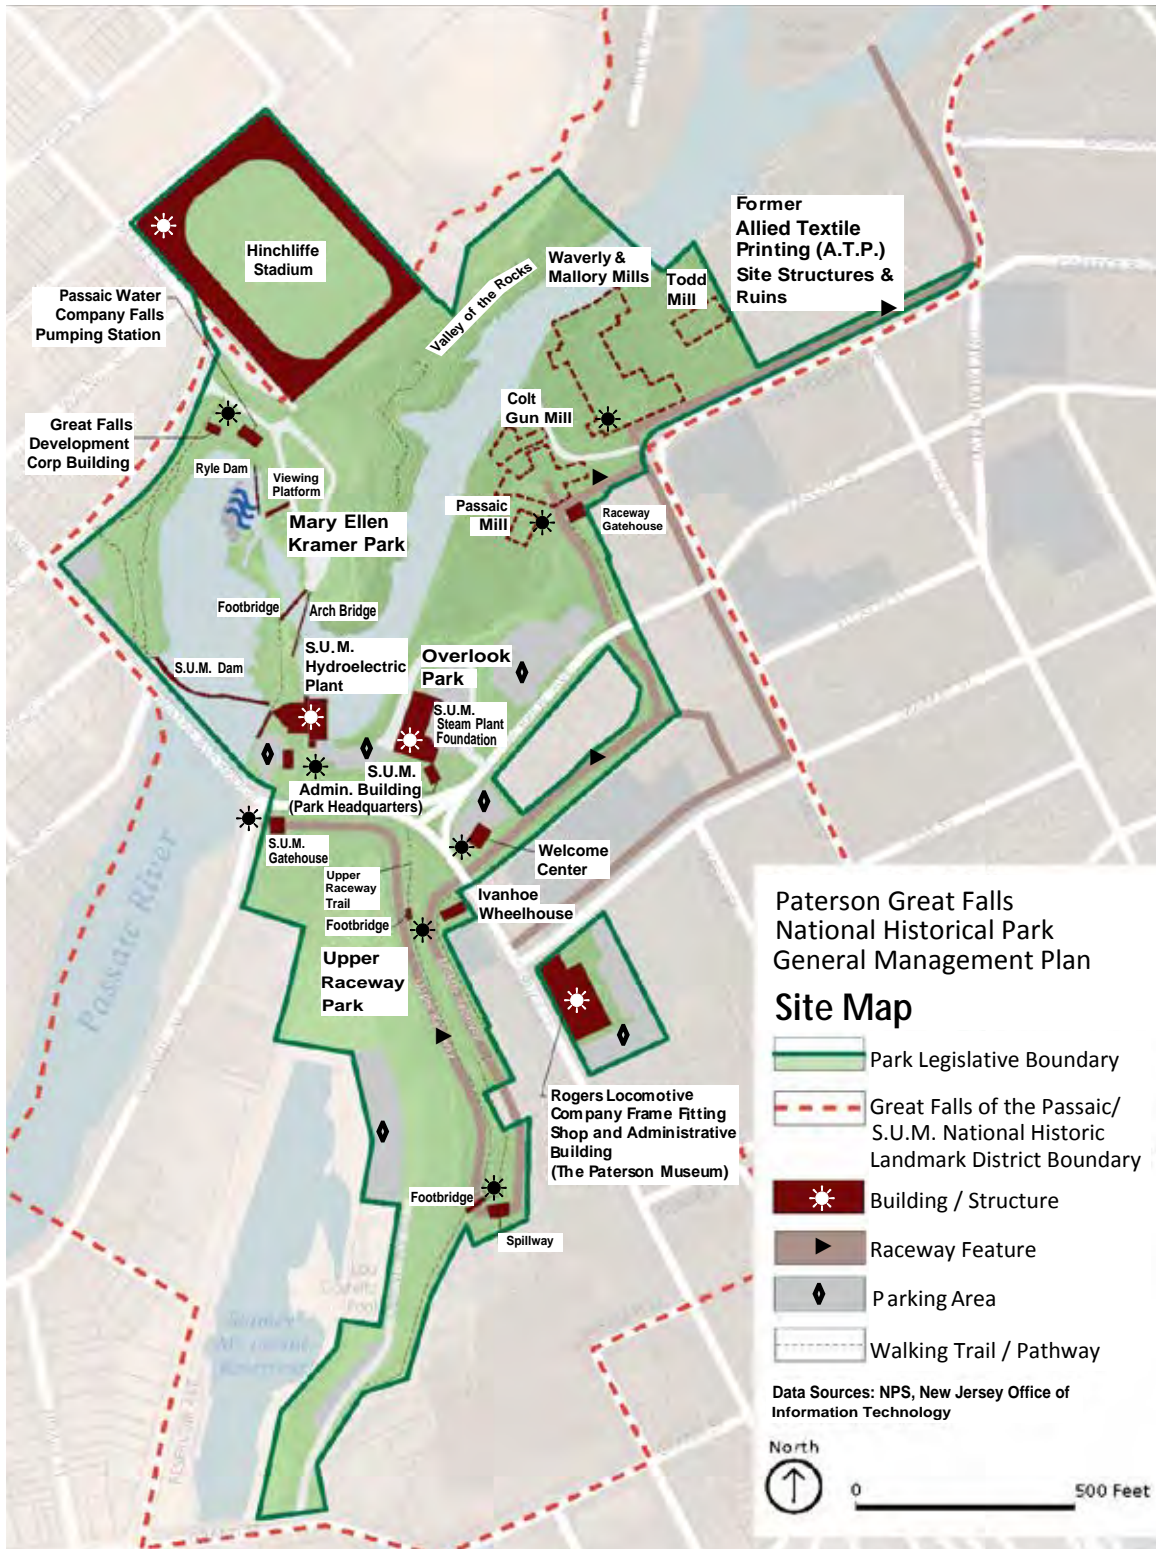 Former
Allied Textile
Printing (A.T.P.)
Site Structures &
Ruins
Waverly &
Mallory Mills
Todd
Mill
Hinchliffe
Stadium
Valley of the Rocks
Passaic Water
Company Falls
Pumping Station
Colt
Gun Mill
Great Falls
Development
Corp Building
Ryle Dam
Viewing
Platform
Mary Ellen
Kramer Park
Passaic
Mill
Raceway
Gatehouse
Footbridge
Arch Bridge
S.U.M. Dam
S.U.M.
Hydroelectric
Plant
Overlook
Park
S.U.M.
Steam Plant
Foundation
S.U.M.
Admin. Building
(Park Headquarters)
S.U.M.
Gatehouse
Welcome
Center
Upper
Raceway
Trail
Ivanhoe
Wheelhouse
Footbridge
Upper
Raceway
Park
Passaic River
Rogers Locomotive
Company Frame Fitting
Shop and Administrative
Building
(The Paterson Museum)
Footbridge
Spillway
Paterson Great Falls
National Historical Park
General Management Plan
Site Map
Park Legislative Boundary
Great Falls of the Passaic/
S.U.M. National Historic
Landmark District Boundary
Building / Structure
Raceway Feature
Parking Area
Walking Trail / Pathway
Data Sources: NPS, New Jersey Office of
Information Technology
North
0
500 Feet